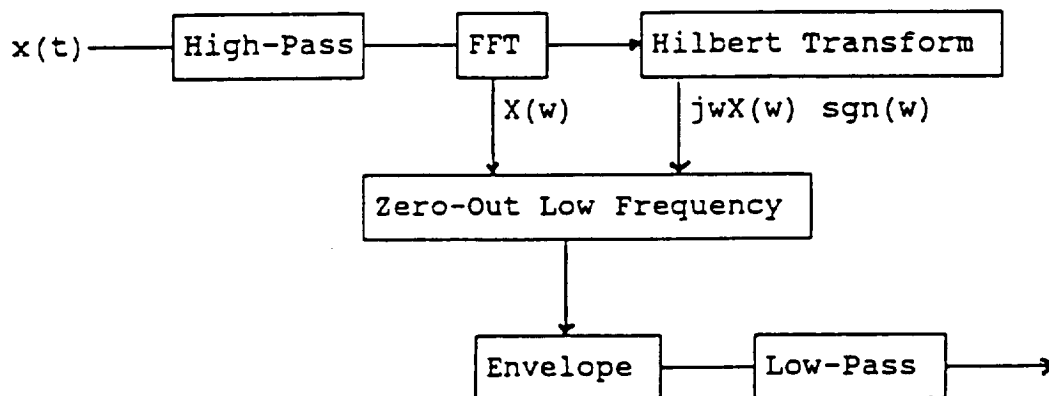 x(t)
High-Pass
FFT
Hilbert Transform
X(w)
jwX(w) sgn(w)
Zero-Out Low Frequency
Envelope
Low-Pass